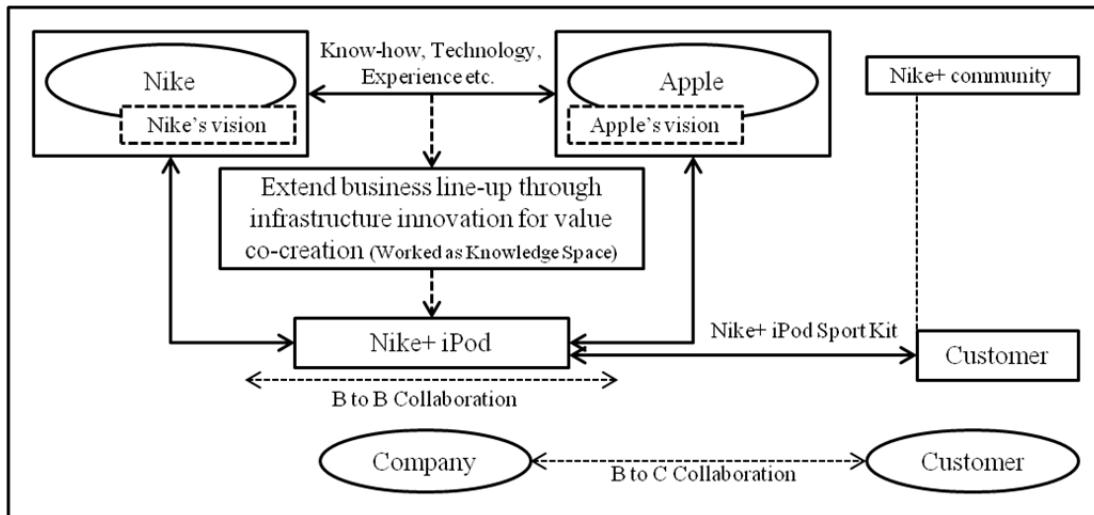 Know-how, Technology,
Experience etc.
Nike
Apple
Nike+ community
Nike's vision
Apple's vision
Extend business line-up through
infrastructure innovation for value
co-creation (Worked as Knowledge Space)
Nike+ iPod Sport Kit
Nike+ iPod
Customer
B to B Collaboration
Company
B to C Collaboration
Customer